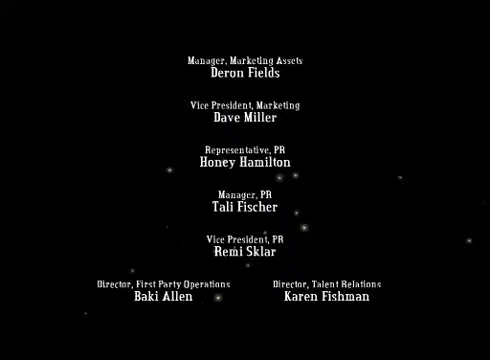 Manager, Marketing Assets
Deron Fields
Vice President, Marketing
Dave Miller
Representative, PR
Honey Hamilton
Manager, PR
Tali Fischer
Vice President, PR
Remi Sklar
Director, First Party Operations
Baki Allen
Director, Talent Relations
Karen Fishman